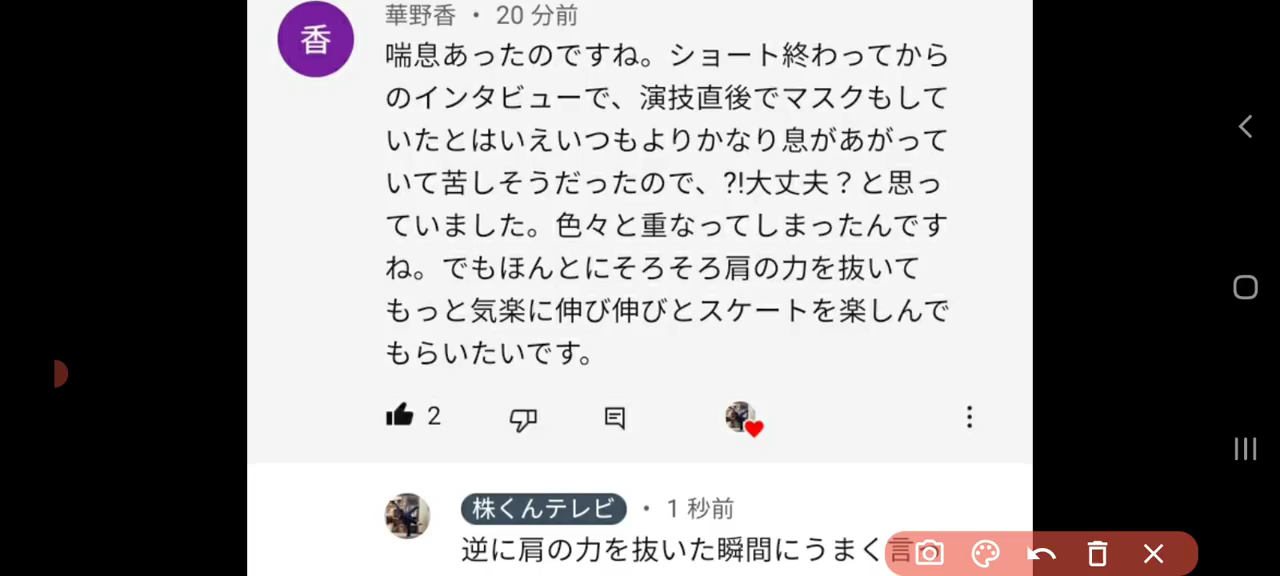 香
華野香 ・ 20 分前
喘息あったのですね。ショート終わってから
のインタビューで、演技直後でマスクもして
いたとはいえいつもよりかなり息があがって
いて苦しそうだったので、?!大丈夫？と思っ
ていました。色々と重なってしまったんです
ね。でもほんとにそろそろ肩の力を抜いて
もっと気楽に伸び伸びとスケートを楽しんで
もらいたいです。
2
株くんテレビ ・ 1 秒前
逆に肩の力を抜いた瞬間にうまく言